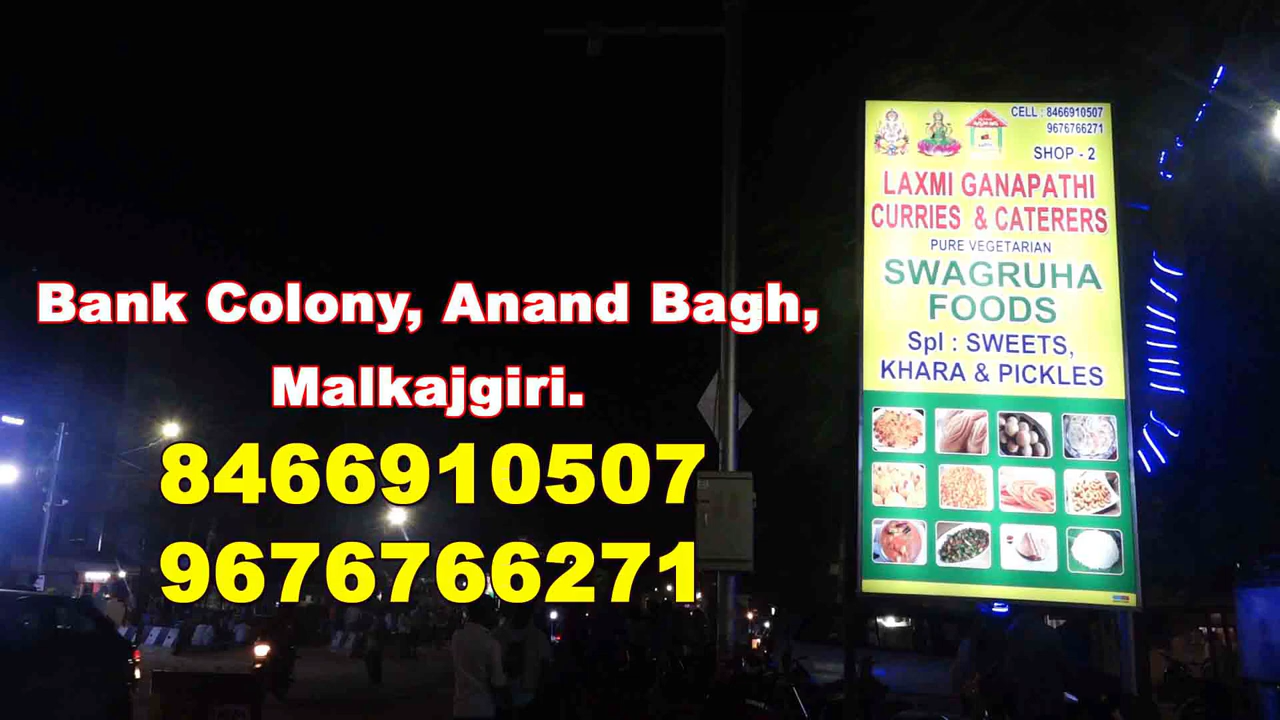 Bank Colony, Anand Bagh,
Malkajgiri.
8466910507
9676766271
CELL : 8466910507
9676766271
SHOP - 2
LAXMI GANAPATHI
CURRIES & CATERERS
PURE VEGETARIAN
SWAGRUHA
FOODS
Spl : SWEETS,
KHARA & PICKLES